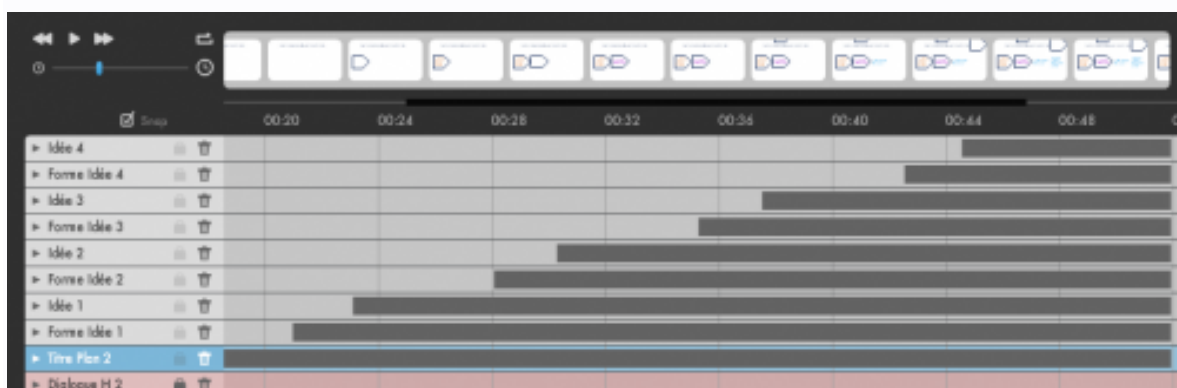 Snap 00:20 00:24 00:28 00:32 00:36 00:40 00:44 00:48
Idée 4
Forme Idée 4
Idée 3
Forme Idée 3
Idée 2
Forme Idée 2
Idée 1
Forme Idée 1
Titre Plan 2
Dialogue H 2